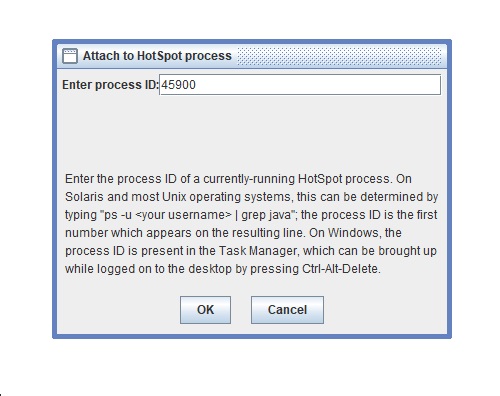 Attach to HotSpot process
Enter process ID: 45900
Enter the process ID of a currently-running HotSpot process. On
Solaris and most Unix operating systems, this can be determined by
typing "ps -u <your username> | grep java"; the process ID is the first
number which appears on the resulting line. On Windows, the
process ID is present in the Task Manager, which can be brought up
while logged on to the desktop by pressing Ctrl-Alt-Delete.
OK Cancel